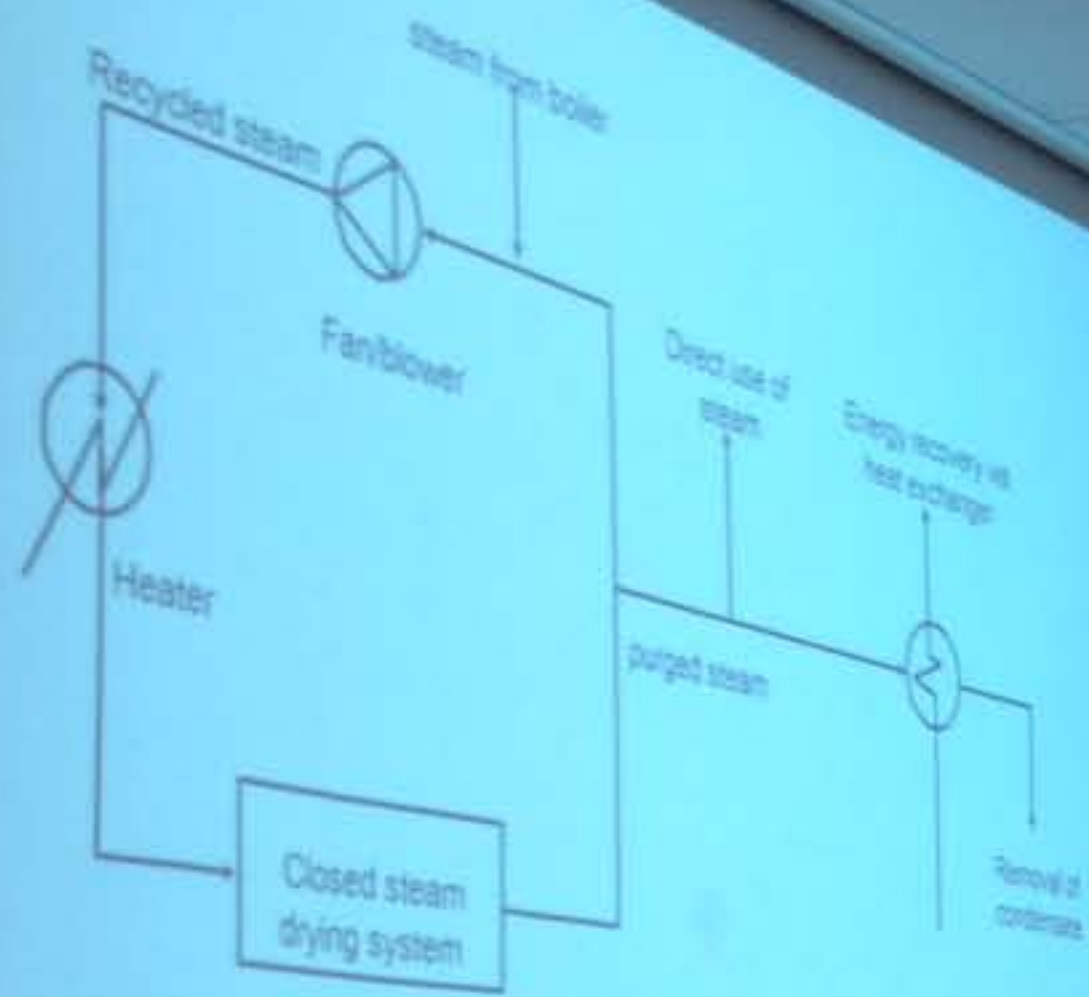 steam from boiler
Recycled steam
Fan/blower
Direct use of
steam
Energy recovery via
heat exchanger
Heater
purged steam
Closed steam
drying system
Removal of
condensate